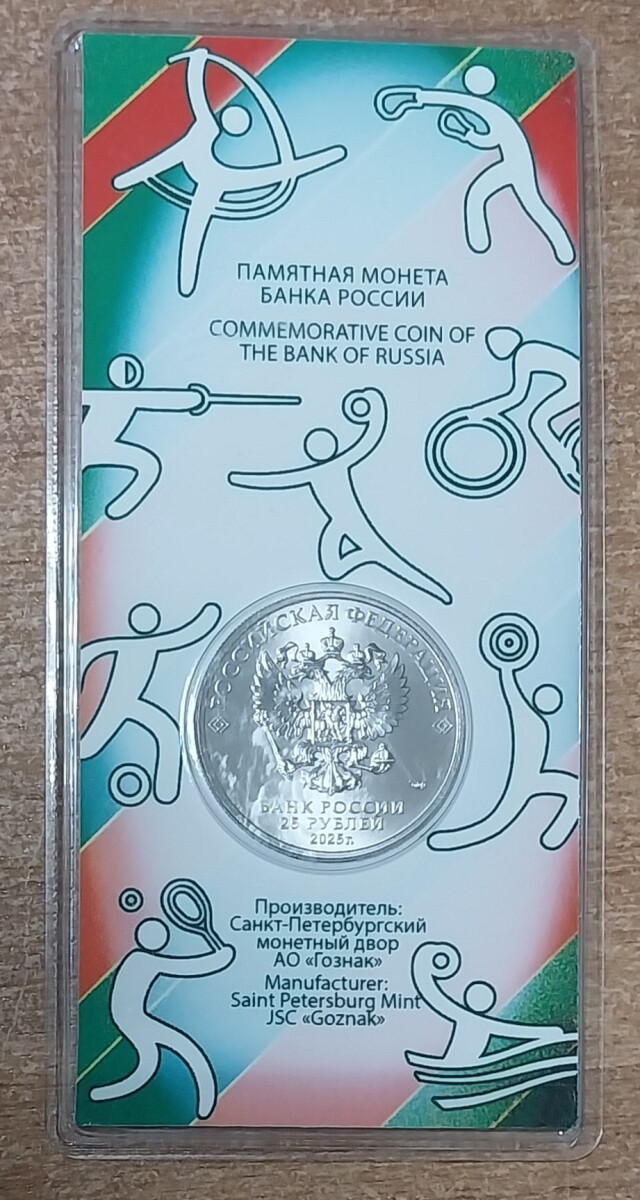 ПАМЯТНАЯ МОНЕТА
БАНКА РОССИИ
COMMEMORATIVE COIN OF
THE BANK OF RUSSIA
РОССИЙСКАЯ ФЕДЕРАЦИЯ
БАНК РОССИИ
25 РУБЛЕЙ
2025г.
Производитель:
Санкт-Петербургский
монетный двор
АО «Гознак»
Manufacturer:
Saint Petersburg Mint
JSC «Goznak»